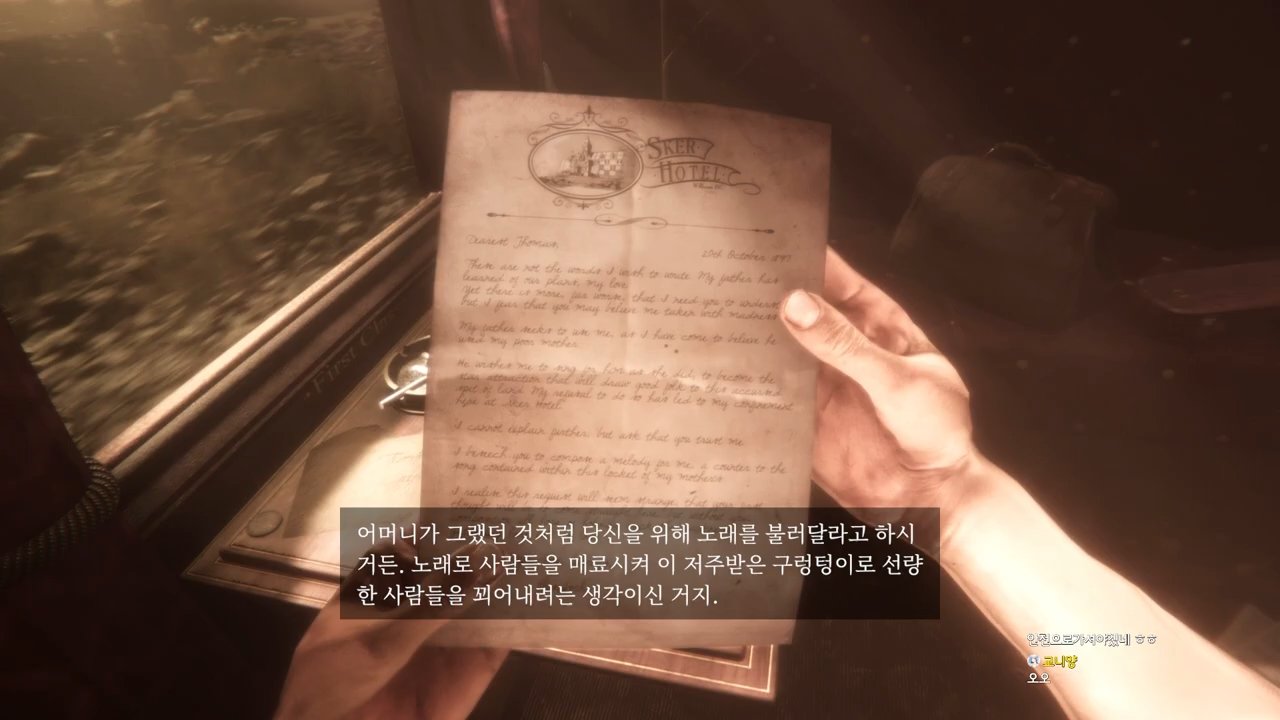 SKER
HOTEL
Dearest Thomas,
20th October 1897
These are not the words I wish to write. My father has
learned of our plans, my love.
Yet there is more, far worse, that I need you to
but I fear that you may believe me taken with madness
My father seeks to use me, as I have come to believe he
used my poor mother.
He wishes me to sing for him as she did, to become the
star attraction that will draw good folk to this accursed
spit of land. My refusal to do so has led to my confinement
here at Sker Hotel.
I cannot explain further, but ask that you trust me
I beseech you to compose a melody for me, a counter to the
song contained within this locket of my mother's
I realise this request will seem strange, that your
First Class
어머니가 그랬던 것처럼 당신을 위해 노래를 불러달라고 하시
거든. 노래로 사람들을 매료시켜 이 저주받은 구렁텅이로 선량
한 사람들을 꾀어내려는 생각이신 거지.
교니양
오오